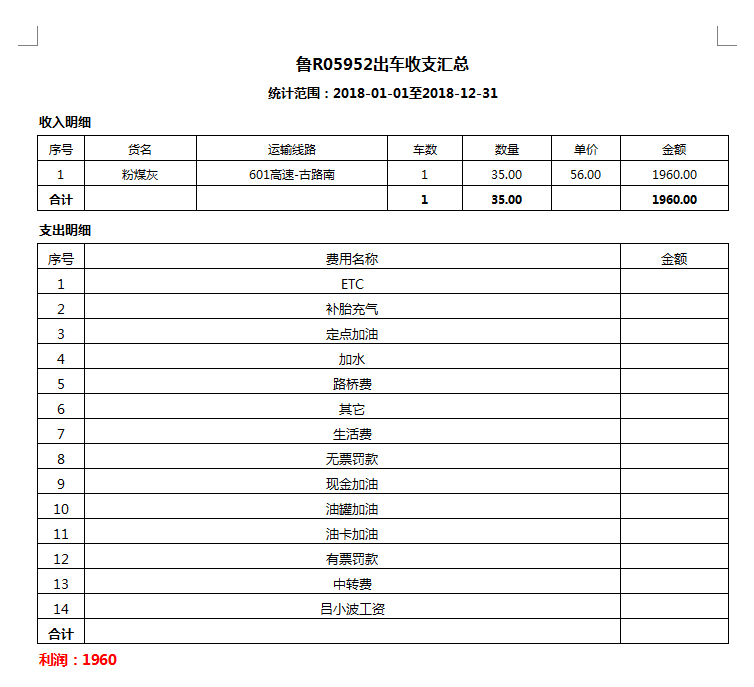 鲁R05952出车收支汇总
统计范围：2018-01-01至2018-12-31
收入明细
序号 货名 运输线路 车数 数量 单价 金额
1 粉煤灰 601高速-古路南 1 35.00 56.00 1960.00
合计 1 35.00 1960.00
支出明细
序号 费用名称 金额
1 ETC
2 补胎充气
3 定点加油
4 加水
5 路桥费
6 其它
7 生活费
8 无票罚款
9 现金加油
10 油罐加油
11 油卡加油
12 有票罚款
13 中转费
14 吕小波工资
合计
利润：1960